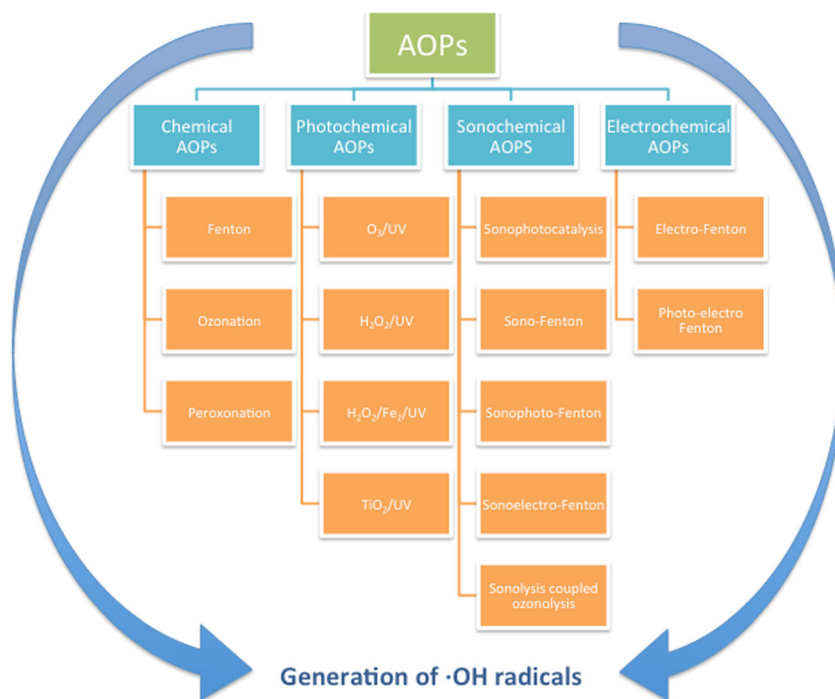 AOPs
Chemical
AOPs
Photochemical
AOPs
Sonochemical
AOPS
Electrochemical
AOPs
Fenton
Ozonation
Peroxonation
O₃/UV
H₂O₂/UV
H₂O₂/Fe₂/UV
TiO₂/UV
Sonophotocatalysis
Sono-Fenton
Sonophoto-Fenton
Sonoelectro-Fenton
Sonolysis coupled
ozonolysis
Electro-Fenton
Photo-electro
Fenton
Generation of ·OH radicals